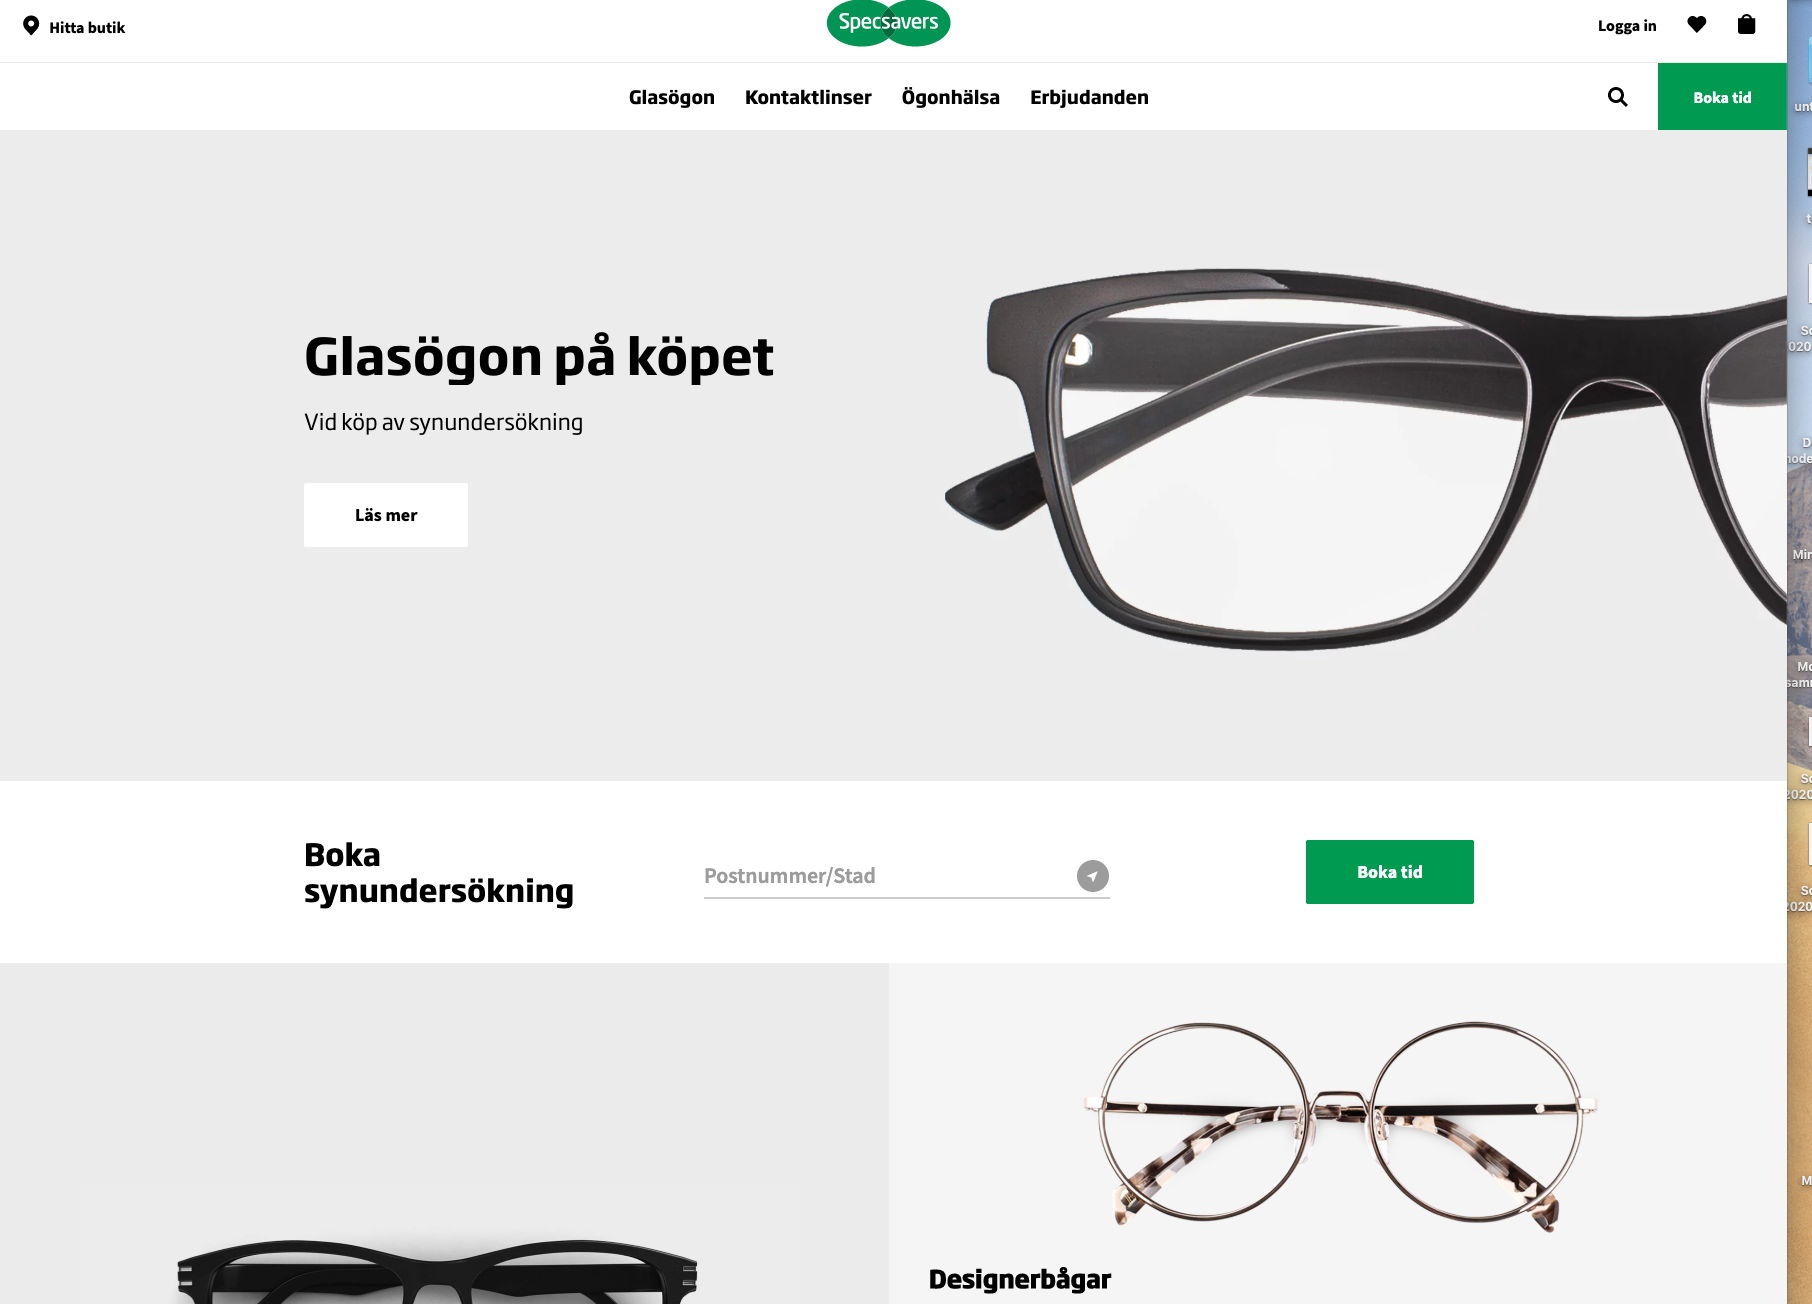 Hitta butik
Specsavers
Logga in
Glasögon
Kontaktlinser
Ögonhälsa
Erbjudanden
Boka tid
Glasögon på köpet
Vid köp av synundersökning
Läs mer
Boka
synundersökning
Postnummer/Stad
Boka tid
Designerbågar